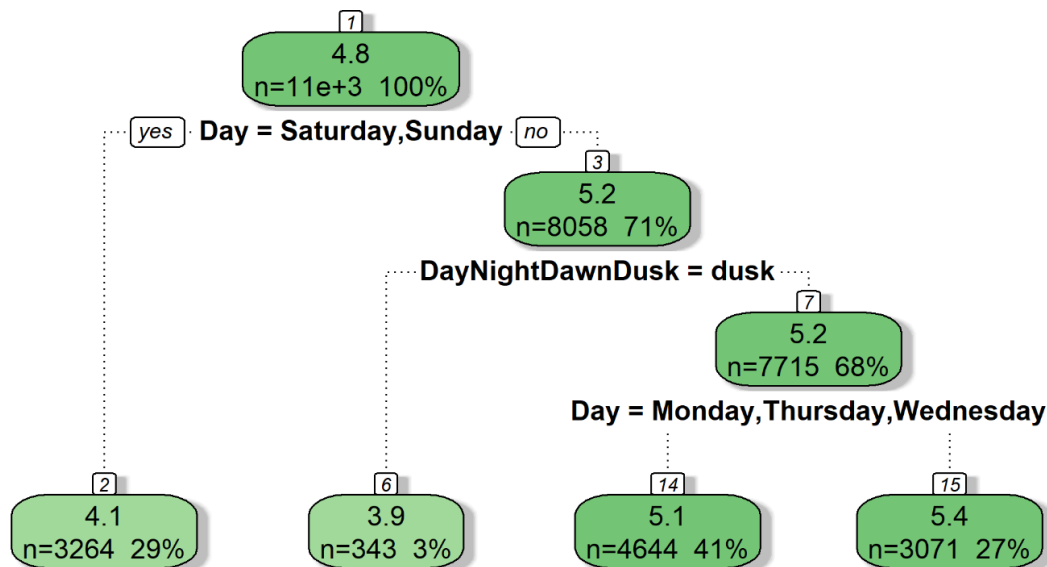 1
4.8
n=11e+3 100%
yes Day = Saturday,Sunday no
3
5.2
n=8058 71%
DayNightDawnDusk = dusk
7
5.2
n=7715 68%
Day = Monday,Thursday,Wednesday
2
4.1
n=3264 29%
6
3.9
n=343 3%
14
5.1
n=4644 41%
15
5.4
n=3071 27%